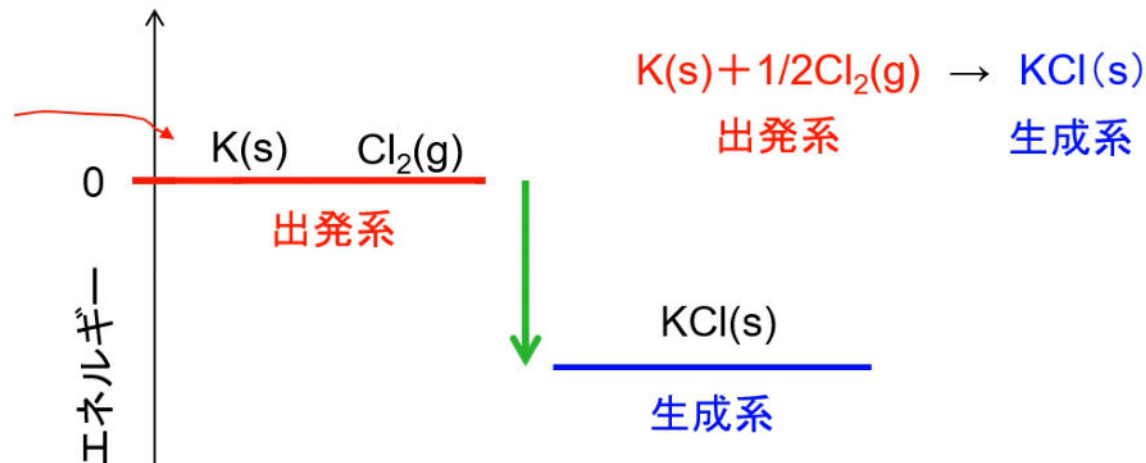 K(s)＋1/2Cl₂(g) → KCl(s)
出発系 生成系
K(s) Cl₂(g)
0
出発系
エネルギー
KCl(s)
生成系